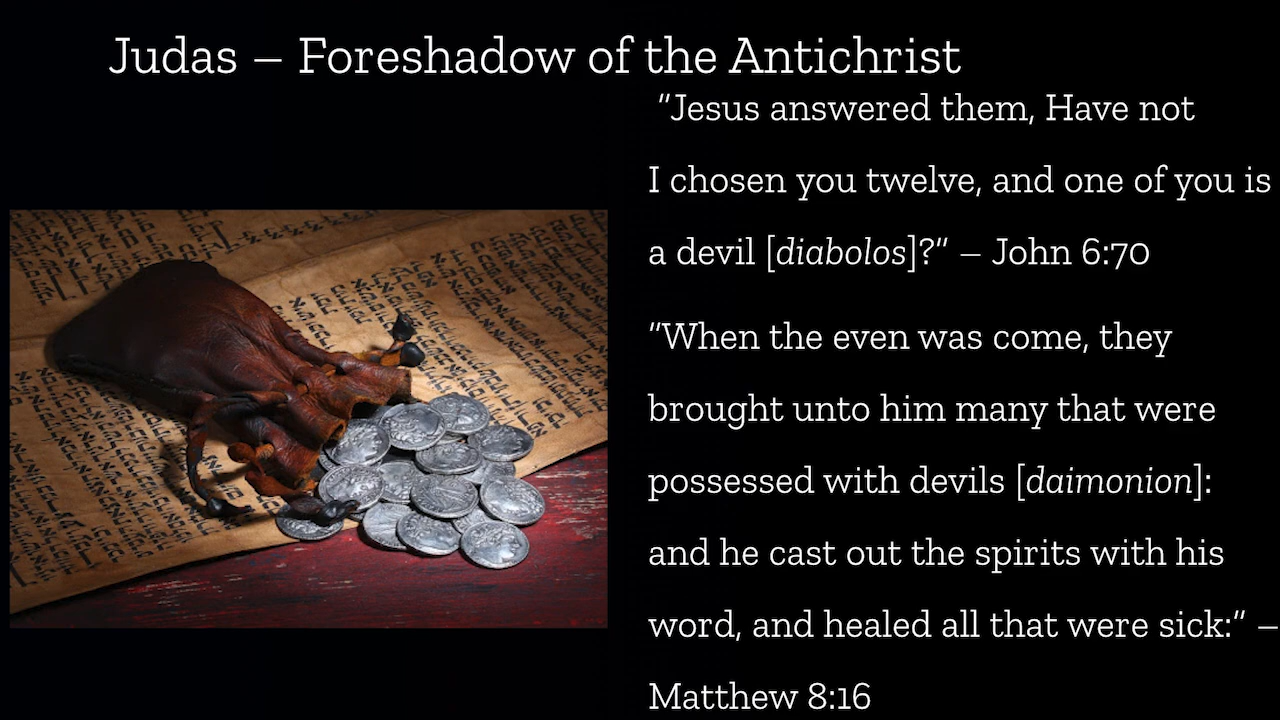 Judas – Foreshadow of the Antichrist
“Jesus answered them, Have not
I chosen you twelve, and one of you is
a devil [diabolos]?” – John 6:70
“When the even was come, they
brought unto him many that were
possessed with devils [daimonion]:
and he cast out the spirits with his
word, and healed all that were sick:” –
Matthew 8:16